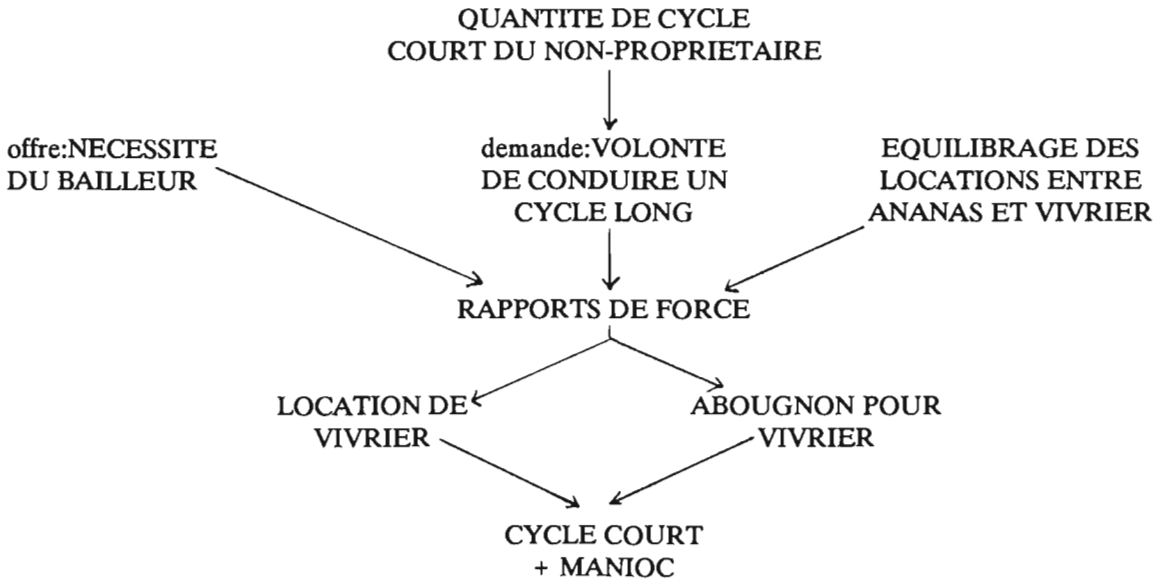 QUANTITE DE CYCLE
COURT DU NON-PROPRIETAIRE
offre:NECESSITE
DU BAILLEUR
demande:VOLONTE
DE CONDUIRE UN
CYCLE LONG
EQUILIBRAGE DES
LOCATIONS ENTRE
ANANAS ET VIVRIER
RAPPORTS DE FORCE
LOCATION DE
VIVRIER
ABOUGNON POUR
VIVRIER
CYCLE COURT
+ MANIOC